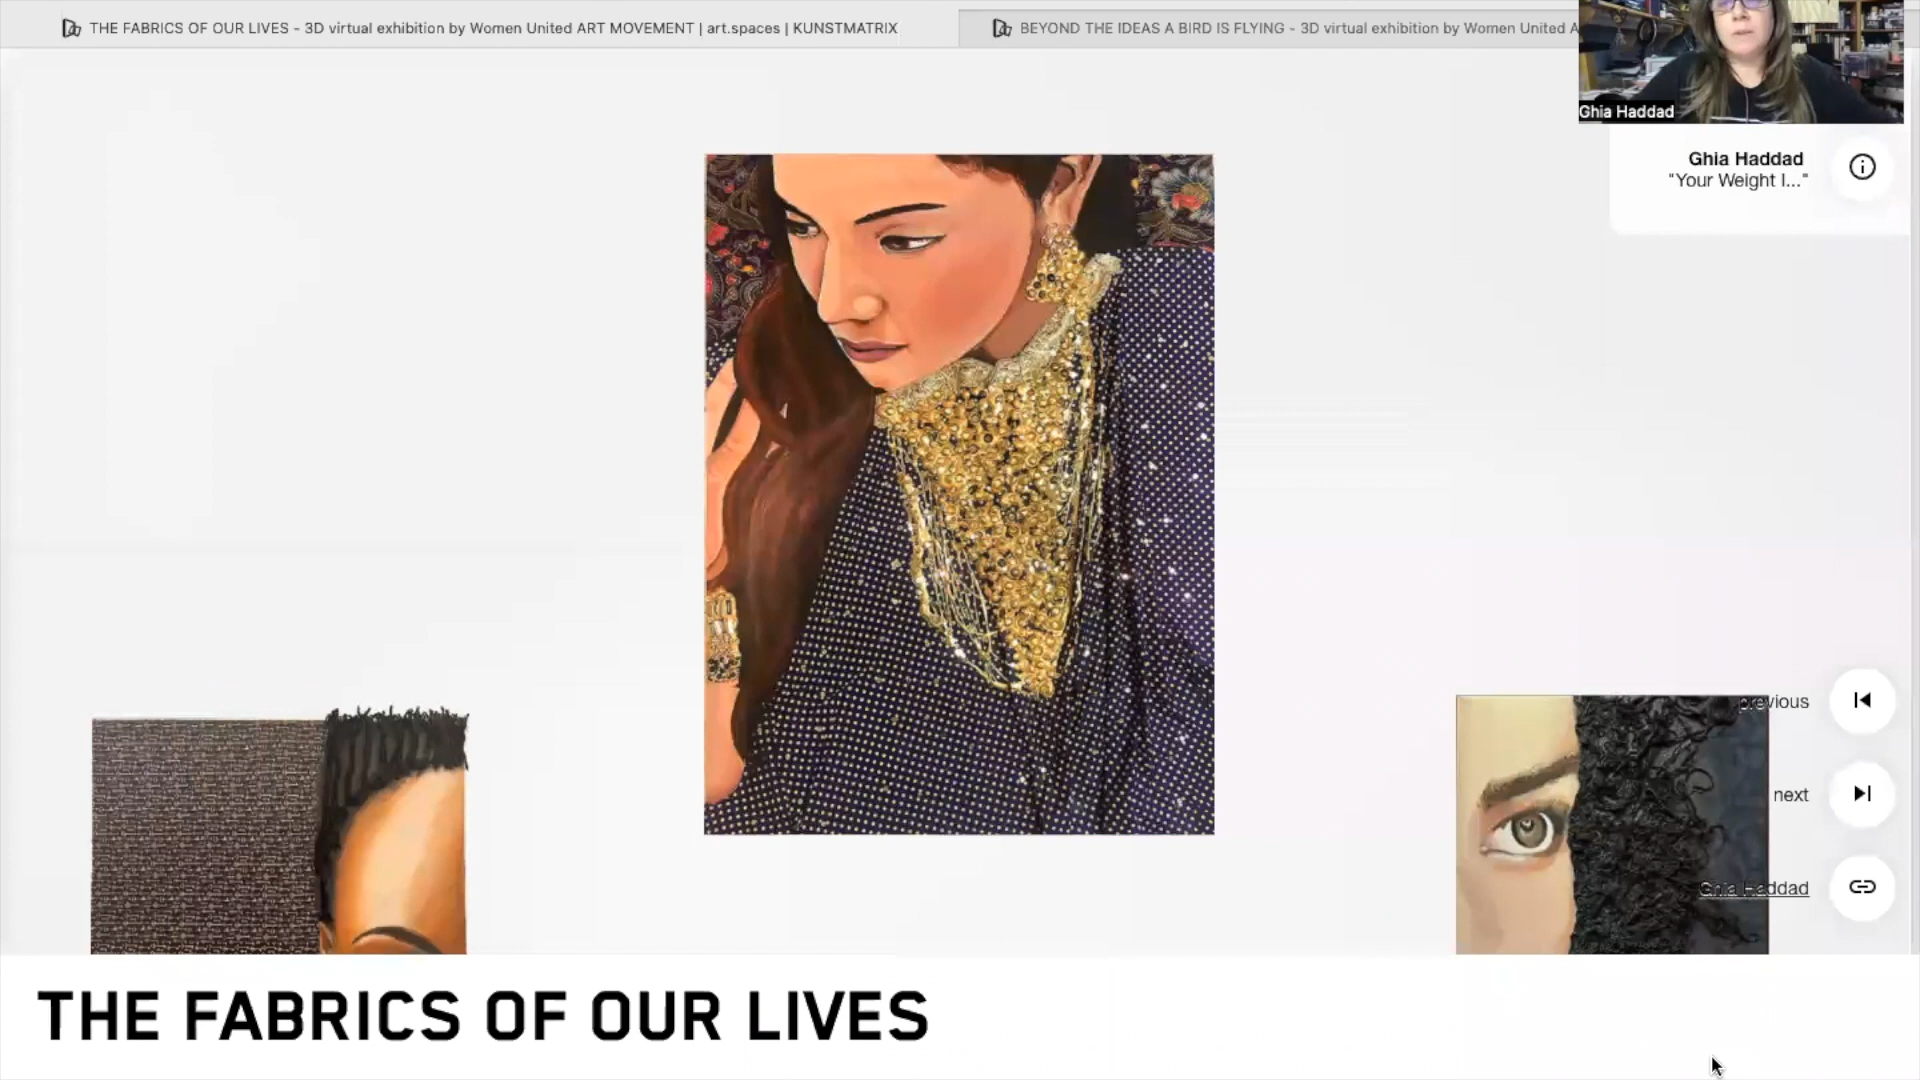 THE FABRICS OF OUR LIVES - 3D virtual exhibition by Women United ART MOVEMENT | art.spaces | KUNSTMATRIX
BEYOND THE IDEAS A BIRD IS FLYING - 3D virtual exhibition by Women United A
Ghia Haddad
Ghia Haddad
"Your Weight I..."
previous
next
Ghia Haddad
THE FABRICS OF OUR LIVES